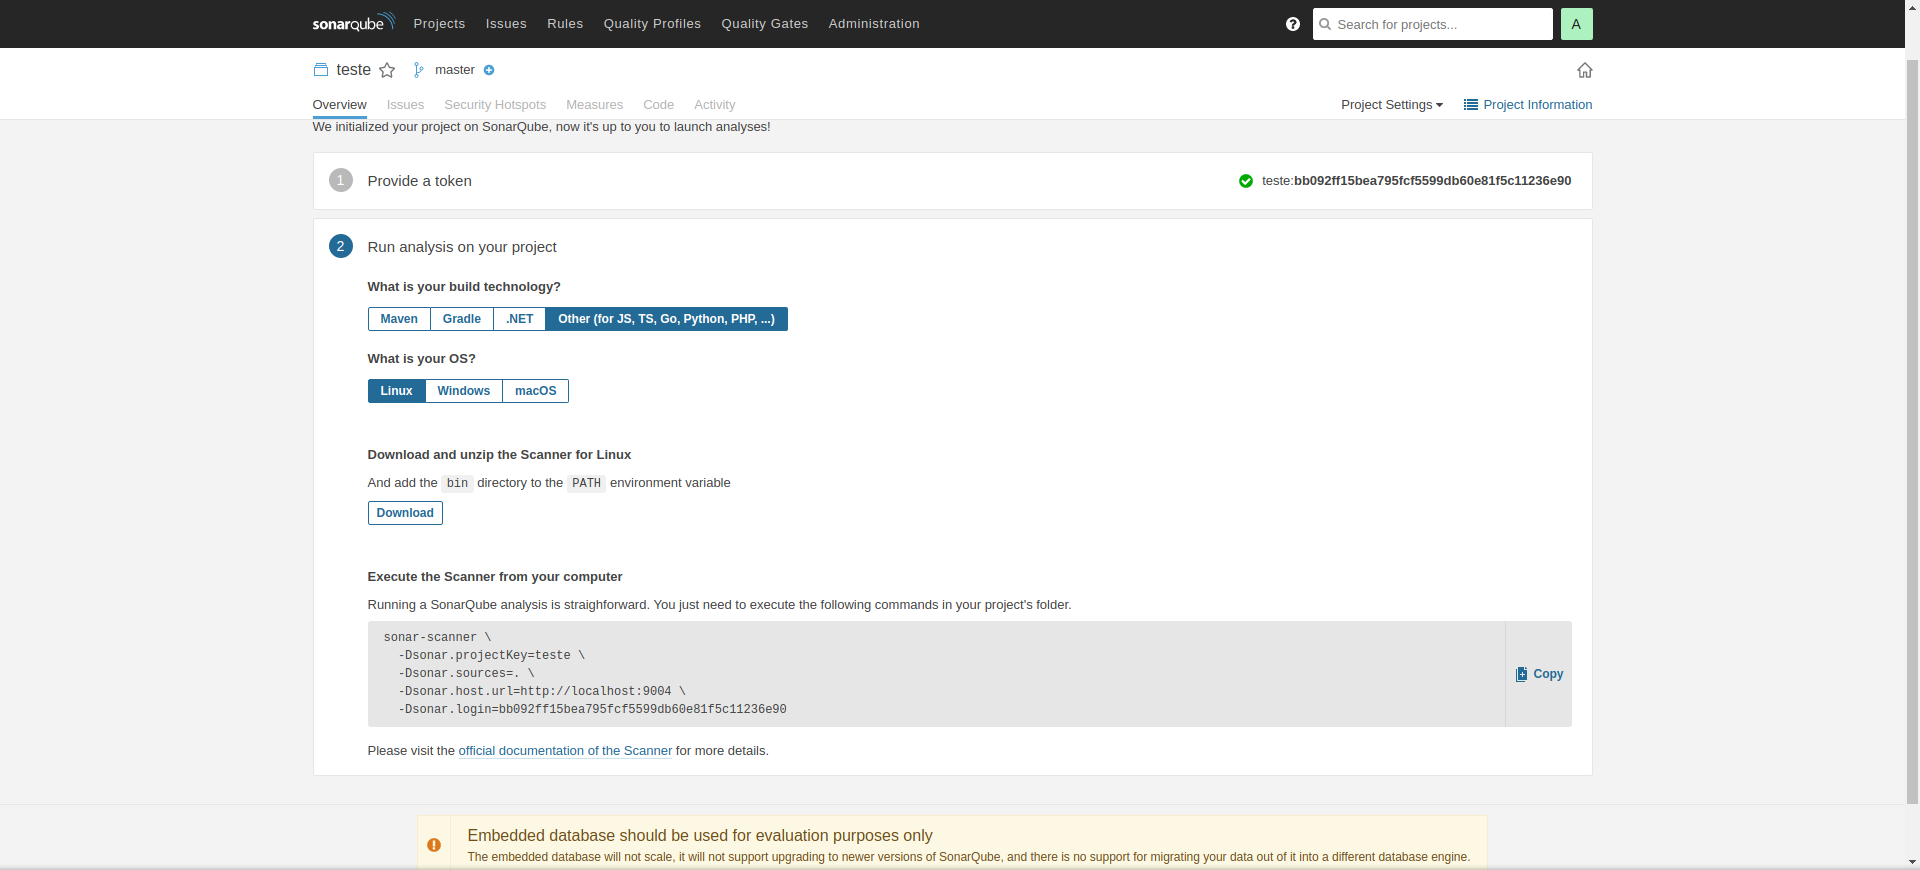 sonarqube Projects Issues Rules Quality Profiles Quality Gates Administration ? Search for projects... A
teste master
Overview Issues Security Hotspots Measures Code Activity Project Settings Project Information
We initialized your project on SonarQube, now it's up to you to launch analyses!
1 Provide a token teste:bb092ff15bea795fcf5599db60e81f5c11236e90
2 Run analysis on your project
What is your build technology?
Maven Gradle .NET Other (for JS, TS, Go, Python, PHP, ...)
What is your OS?
Linux Windows macOS
Download and unzip the Scanner for Linux
And add the bin directory to the PATH environment variable
Download
Execute the Scanner from your computer
Running a SonarQube analysis is straighforward. You just need to execute the following commands in your project's folder.
sonar-scanner \
-Dsonar.projectKey=teste \
-Dsonar.sources=. \
-Dsonar.host.url=http://localhost:9004 \
-Dsonar.login=bb092ff15bea795fcf5599db60e81f5c11236e90
Copy
Please visit the official documentation of the Scanner for more details.
Embedded database should be used for evaluation purposes only
The embedded database will not scale, it will not support upgrading to newer versions of SonarQube, and there is no support for migrating your data out of it into a different database engine.